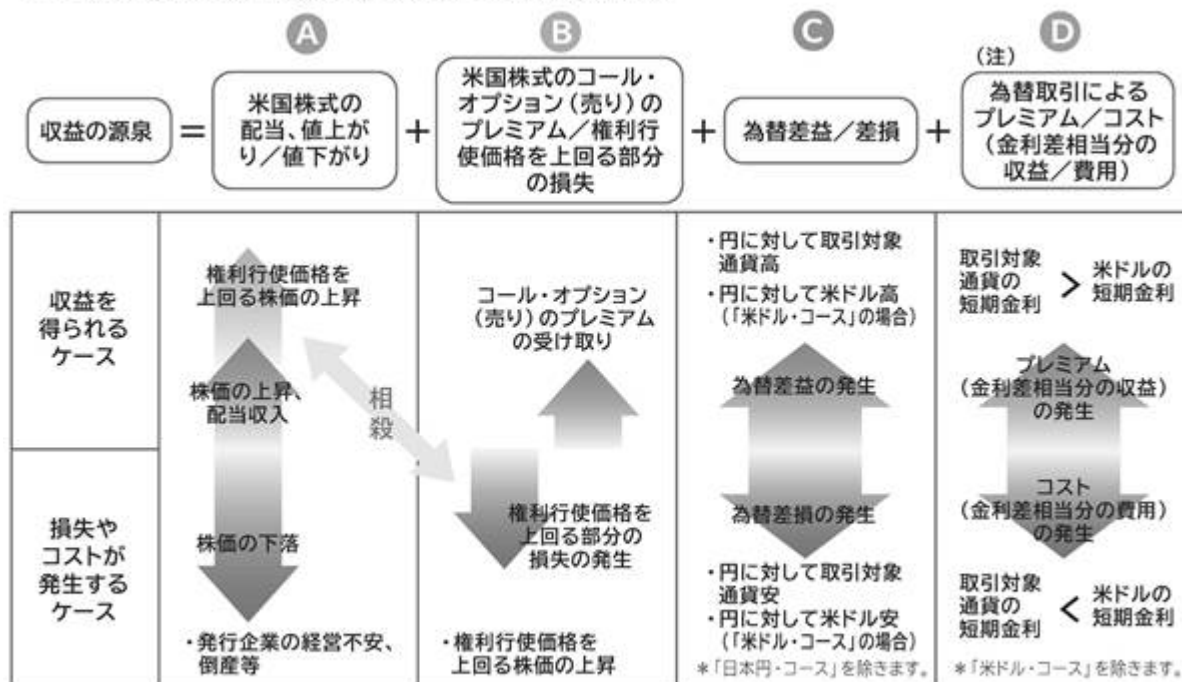 A
B
C
D
(注)
収益の源泉
=
米国株式の
配当、値上が
り/値下がり
+
米国株式のコール・
オプション(売り)の
プレミアム/権利行
使価格を上回る部分
の損失
+
為替差益/差損
+
為替取引による
プレミアム/コスト
(金利差相当分の
収益/費用)
収益を
得られる
ケース
権利行使価格を
上回る株価の上昇
株価の上昇、
配当収入
相殺
コール・オプション
(売り)のプレミアム
の受け取り
・円に対して取引対象
通貨高
・円に対して米ドル高
(「米ドル・コース」の場合)
為替差益の発生
取引対象
通貨の
短期金利
>
米ドルの
短期金利
プレミアム
(金利差相当分の収益)
の発生
損失や
コストが
発生する
ケース
株価の下落
・発行企業の経営不安、
倒産等
権利行使価格を
上回る部分の
損失の発生
・権利行使価格を
上回る株価の上昇
為替差損の発生
・円に対して取引対象
通貨安
・円に対して米ドル安
(「米ドル・コース」の場合)
*「日本円・コース」を除きます。
コスト
(金利差相当分の費用)
の発生
取引対象
通貨の
短期金利
<
米ドルの
短期金利
*「米ドル・コース」を除きます。